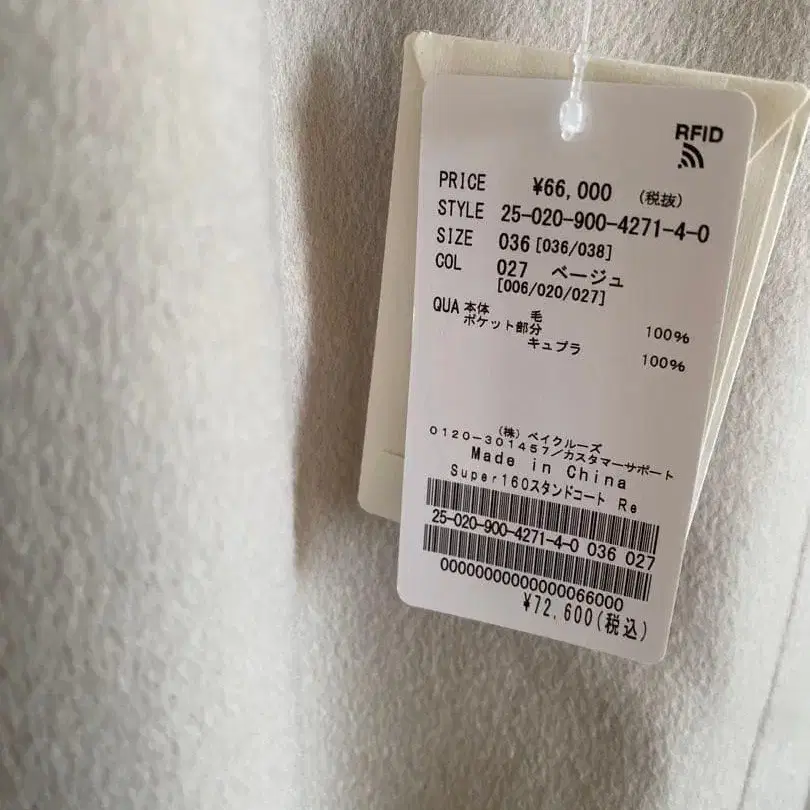 RFID
PRICE ¥66,000 (税抜)
STYLE 25-020-900-4271-4-0
SIZE 036 [036/038]
COL 027 ベージュ
[006/020/027]
QUA 本体 毛 100%
ポケット部分
キュプラ 100%
(株) ベイクルーズ
0120-301457/カスタマーサポート
Made in China
Super160スタンドコート Re
25-020-900-4271-4-0 036 027
00000000000000066000
¥72,600(税込)